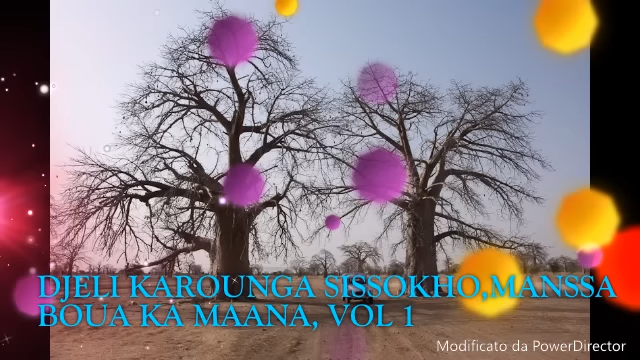 DJELI KAROUNGA SISSOKHO,MANSSA
BOUA KA MAANA, VOL 1
Modificato da PowerDirector